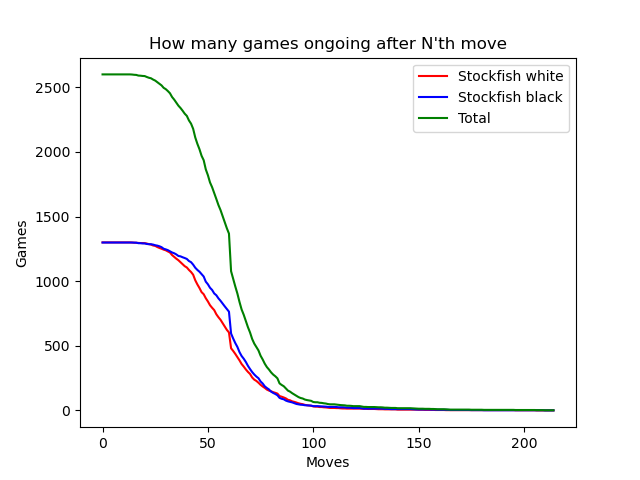 How many games ongoing after N'th move
Stockfish white
Stockfish black
Total
2500
2000
1500
1000
500
0
Games
0 50 100 150 200
Moves